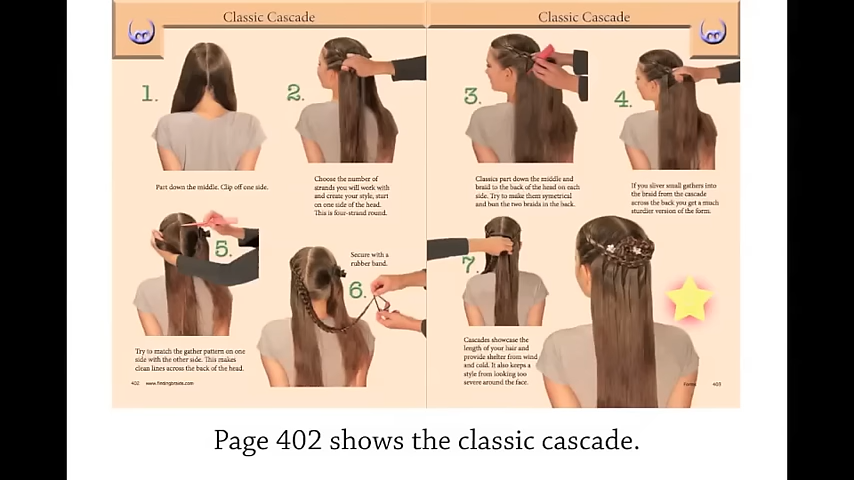 Classic Cascade
1.
Part down the middle. Clip off one side.
2.
Choose the number of
strands you will work with
and create your style, start
on one side of the head.
This is four-strand round.
5.
Try to match the gather pattern on one
side with the other side. This makes
clean lines across the back of the head.
Secure with a
rubber band.
6.
402 www.findingbraids.com
Classic Cascade
3.
Classics part down the middle and
braid to the back of the head on each
side. Try to make them symetrical
and bun the two braids in the back.
4.
If you sliver small gathers into
the braid from the cascade
across the back you get a much
sturdier version of the form.
7.
Cascades showcase the
length of your hair and
provide shelter from wind
and cold. It also keeps a
style from looking too
severe around the face.
Forms 403
Page 402 shows the classic cascade.